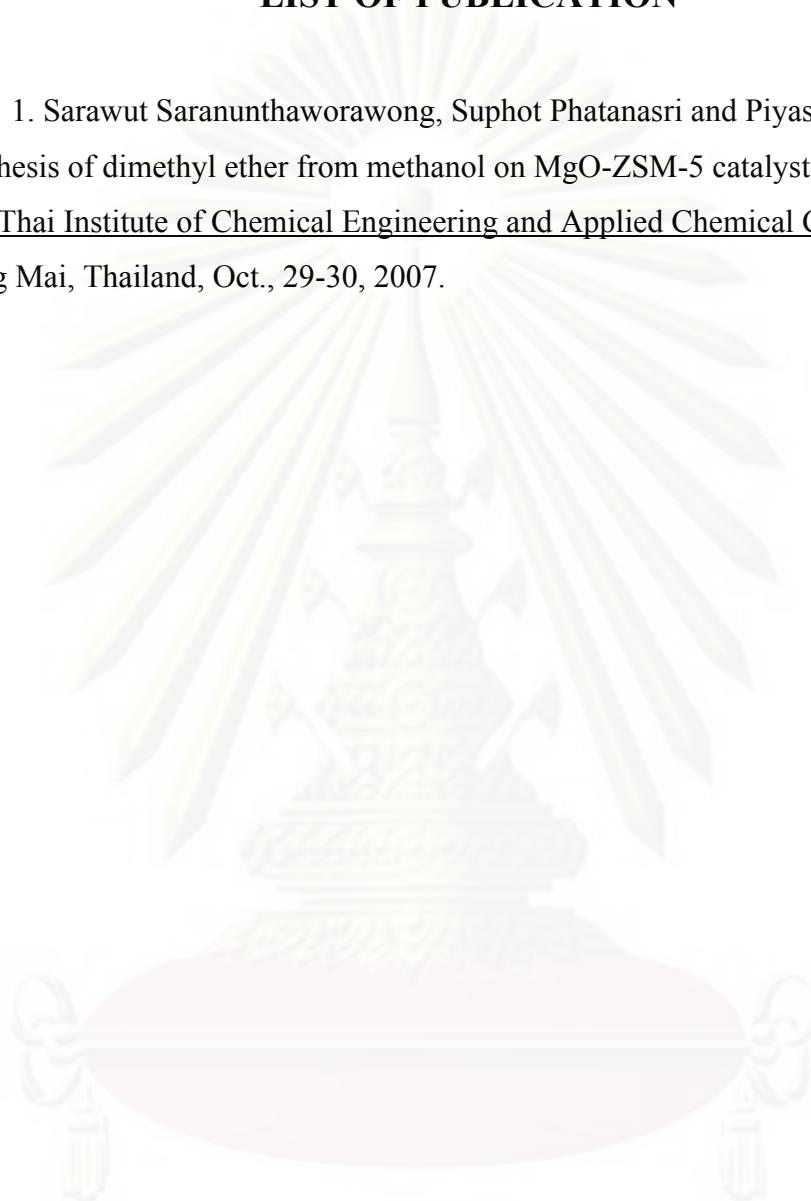 LIST OF PUBLICATION
1. Sarawut Saranunthaworawong, Suphot Phatanasri and Piyas
hesis of dimethyl ether from methanol on MgO-ZSM-5 catalyst
Thai Institute of Chemical Engineering and Applied Chemical C
g Mai, Thailand, Oct., 29-30, 2007.